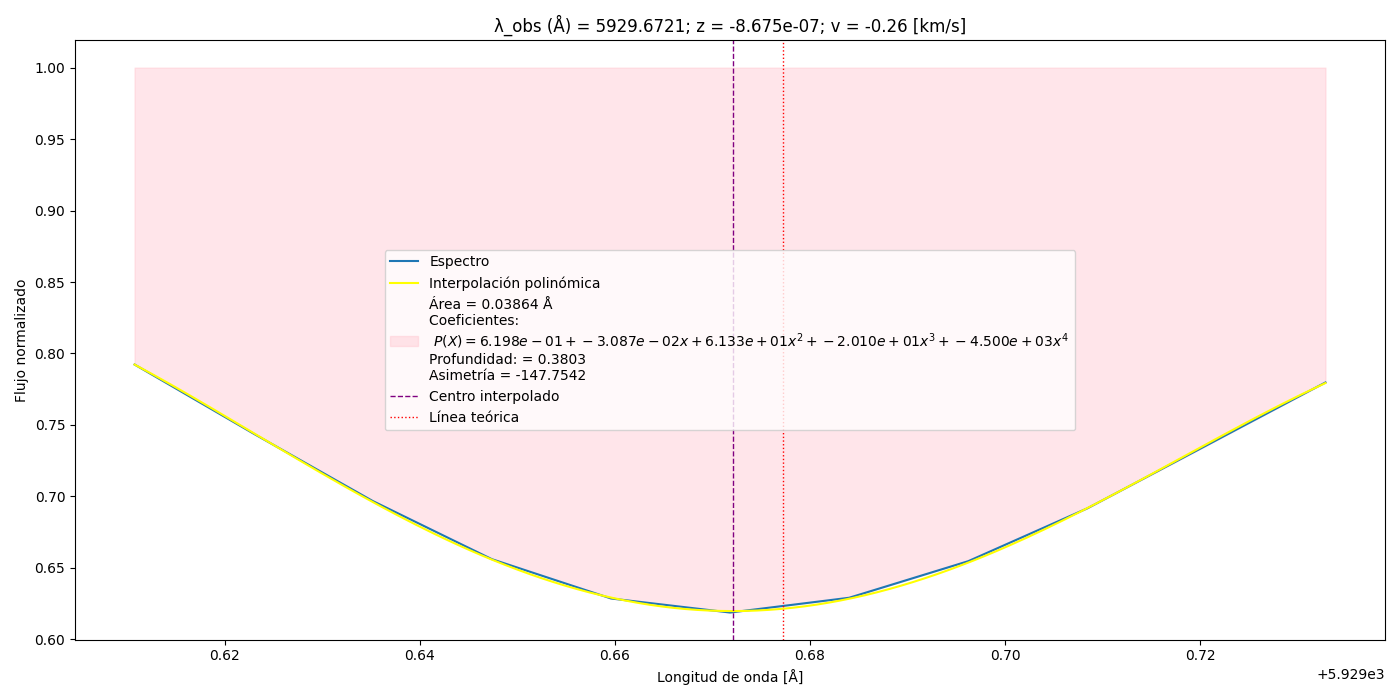 λ_obs (Å) = 5929.6721; z = -8.675e-07; v = -0.26 [km/s]
Flujo normalizado
1.00
0.95
0.90
0.85
0.80
0.75
0.70
0.65
0.60
Espectro
Interpolación polinómica
Área = 0.03864 Å
Coeficientes:
P(X) = 6.198e − 01 + −3.087e − 02x + 6.133e + 01x² + −2.010e + 01x³ + −4.500e + 03x⁴
Profundidad: = 0.3803
Asimetría = -147.7542
Centro interpolado
Línea teórica
0.62 0.64 0.66 0.68 0.70 0.72
+5.929e3
Longitud de onda [Å]